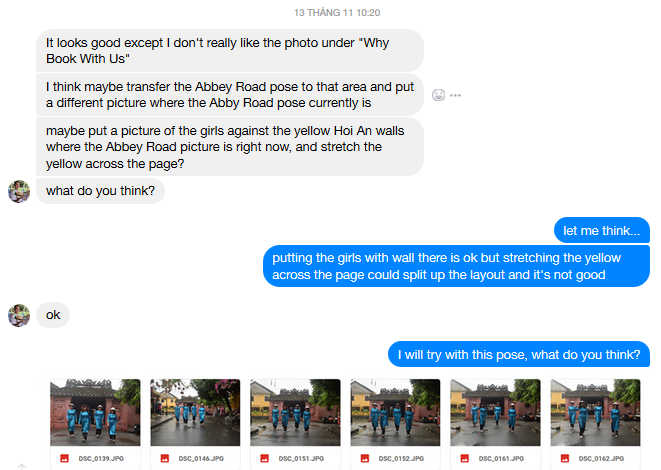 13 THÁNG 11 10:20
It looks good except I don't really like the photo under "Why
Book With Us"
I think maybe transfer the Abbey Road pose to that area and put
a different picture where the Abby Road pose currently is
maybe put a picture of the girls against the yellow Hoi An walls
where the Abbey Road picture is right now, and stretch the
yellow across the page?
what do you think?
let me think...
putting the girls with wall there is ok but stretching the yellow
across the page could split up the layout and it's not good
ok
I will try with this pose, what do you think?
DSC_0139.JPG
DSC_0146.JPG
DSC_0151.JPG
DSC_0152.JPG
DSC_0161.JPG
DSC_0162.JPG